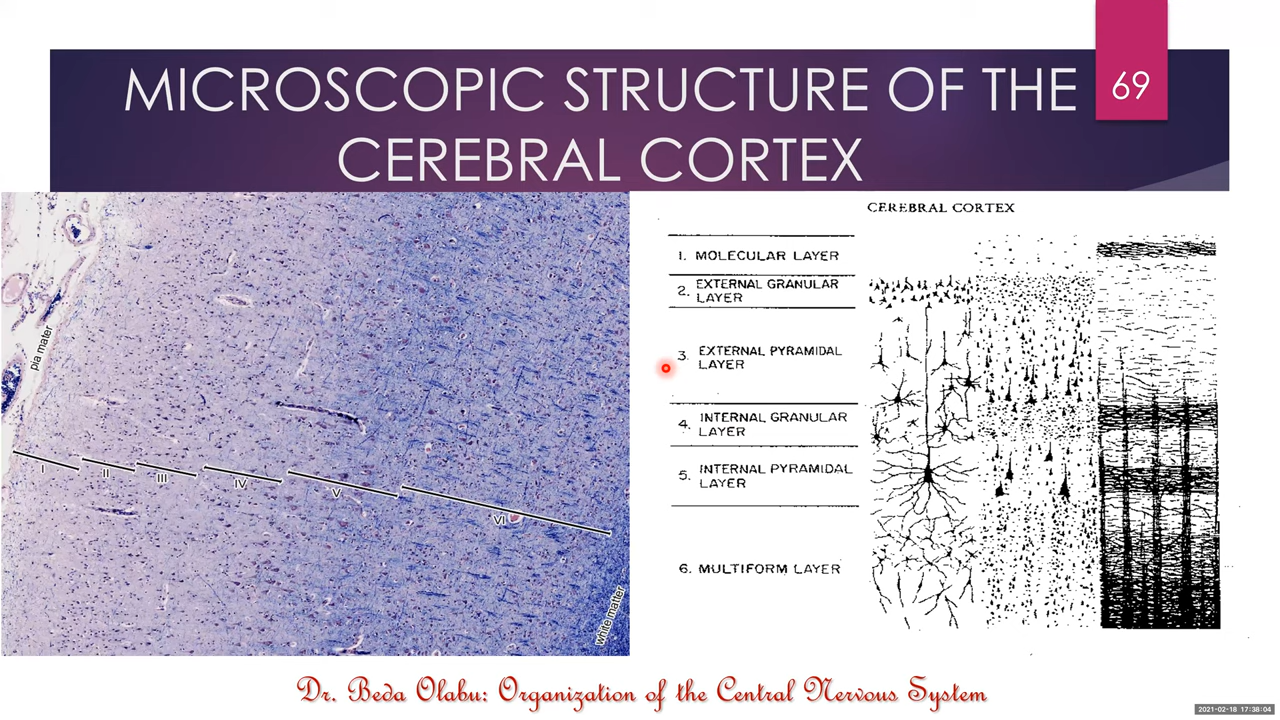 MICROSCOPIC STRUCTURE OF THE
CEREBRAL CORTEX
69
pia mater
I
II
III
IV
V
VI
white matter
CEREBRAL CORTEX
1. MOLECULAR LAYER
2. EXTERNAL GRANULAR
LAYER
3. EXTERNAL PYRAMIDAL
LAYER
4. INTERNAL GRANULAR
LAYER
5. INTERNAL PYRAMIDAL
LAYER
6. MULTIFORM LAYER
Dr. Beda Olabu: Organization of the Central Nervous System
2021-02-18 17:38:04